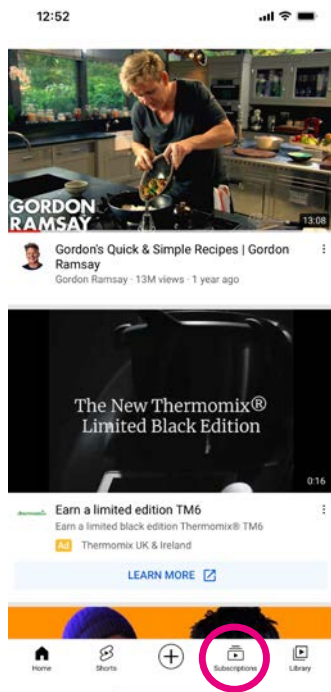 12:52
GORDON
RAMSAY
13:08
Gordon's Quick & Simple Recipes | Gordon
Ramsay
Gordon Ramsay · 13M views · 1 year ago
The New Thermomix®
Limited Black Edition
0:16
thermomix
Earn a limited edition TM6
Earn a limited black edition Thermomix® TM6
Ad Thermomix UK & Ireland
LEARN MORE
Home Shorts Subscriptions Library